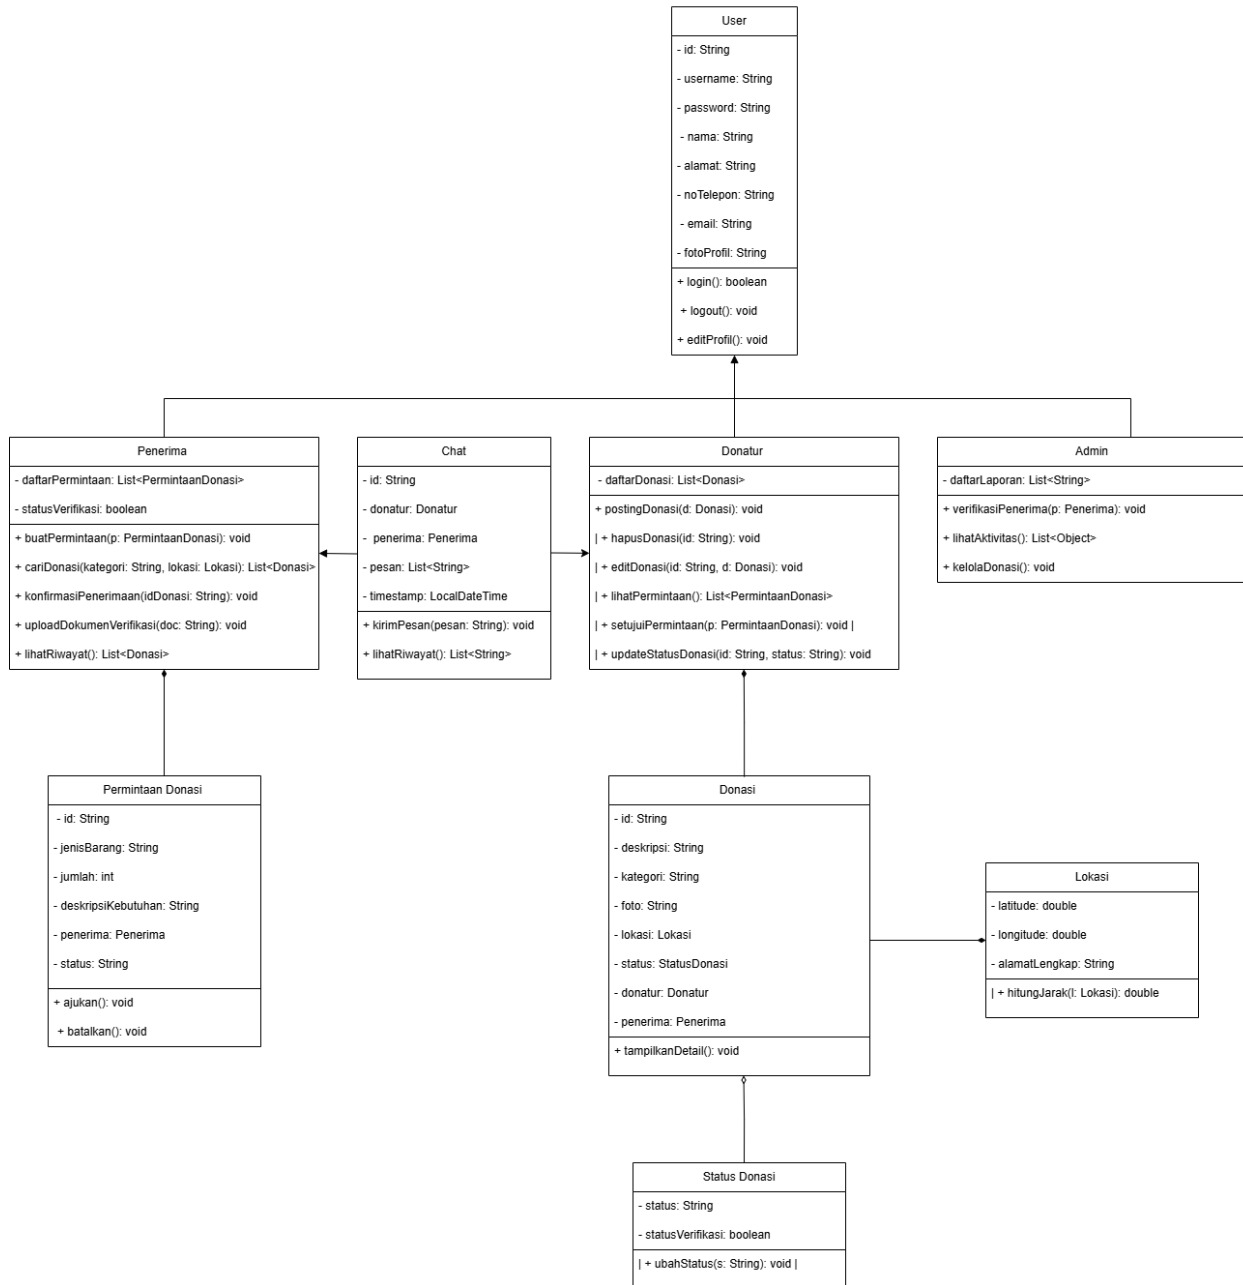 User
- id: String
- username: String
- password: String
- nama: String
- alamat: String
- noTelepon: String
- email: String
- fotoProfil: String
+ login(): boolean
+ logout(): void
+ editProfil(): void
Penerima
- daftarPermintaan: List<PermintaanDonasi>
- statusVerifikasi: boolean
+ buatPermintaan(p: PermintaanDonasi): void
+ cariDonasi(kategori: String, lokasi: Lokasi): List<Donasi>
+ konfirmasiPenerimaan(idDonasi: String): void
+ uploadDokumenVerifikasi(doc: String): void
+ lihatRiwayat(): List<Donasi>
Chat
- id: String
- donatur: Donatur
- penerima: Penerima
- pesan: List<String>
- timestamp: LocalDateTime
+ kirimPesan(pesan: String): void
+ lihatRiwayat(): List<String>
Donatur
- daftarDonasi: List<Donasi>
+ postingDonasi(d: Donasi): void
| + hapusDonasi(id: String): void
| + editDonasi(id: String, d: Donasi): void
| + lihatPermintaan(): List<PermintaanDonasi>
| + setujuiPermintaan(p: PermintaanDonasi): void |
| + updateStatusDonasi(id: String, status: String): void
Admin
- daftarLaporan: List<String>
+ verifikasiPenerima(p: Penerima): void
+ lihatAktivitas(): List<Object>
+ kelolaDonasi(): void
Permintaan Donasi
- id: String
- jenisBarang: String
- jumlah: int
- deskripsiKebutuhan: String
- penerima: Penerima
- status: String
+ ajukan(): void
+ batalkan(): void
Donasi
- id: String
- deskripsi: String
- kategori: String
- foto: String
- lokasi: Lokasi
- status: StatusDonasi
- donatur: Donatur
- penerima: Penerima
+ tampilkanDetail(): void
Lokasi
- latitude: double
- longitude: double
- alamatLengkap: String
| + hitungJarak(l: Lokasi): double
Status Donasi
- status: String
- statusVerifikasi: boolean
| + ubahStatus(s: String): void |